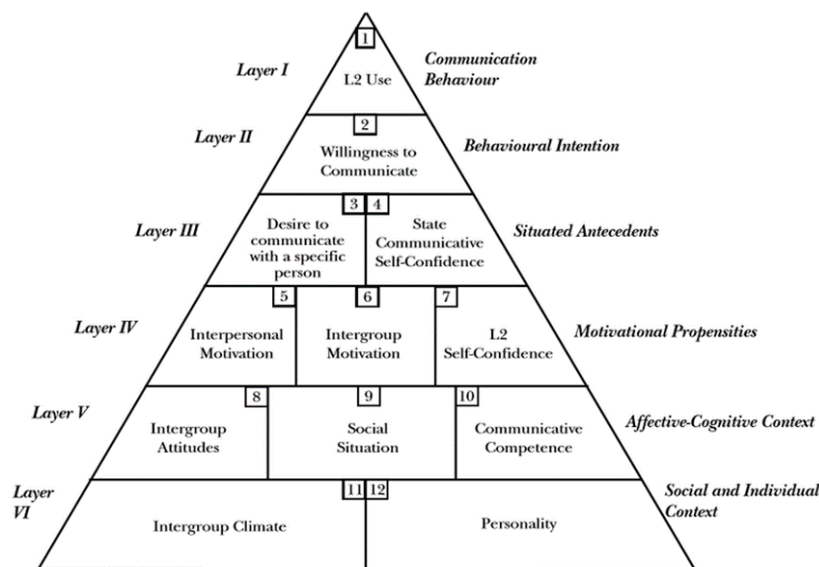 1
Layer I
L2 Use
Communication
Behaviour
2
Layer II
Willingness to
Communicate
Behavioural Intention
3 4
Layer III
Desire to
communicate
with a specific
person
State
Communicative
Self-Confidence
Situated Antecedents
5 6 7
Layer IV
Interpersonal
Motivation
Intergroup
Motivation
L2
Self-Confidence
Motivational Propensities
8 9 10
Layer V
Intergroup
Attitudes
Social
Situation
Communicative
Competence
Affective-Cognitive Context
11 12
Layer
VI
Intergroup Climate
Personality
Social and Individual
Context